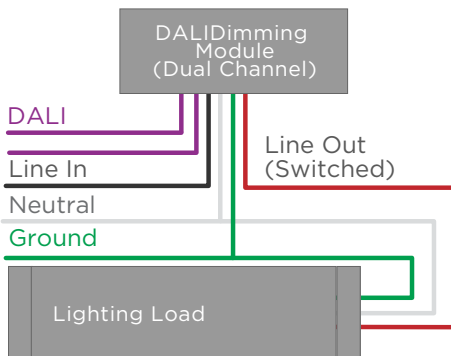 DALIDimming
Module
(Dual Channel)
DALI
Line In
Line Out
(Switched)
Neutral
Ground
Lighting Load